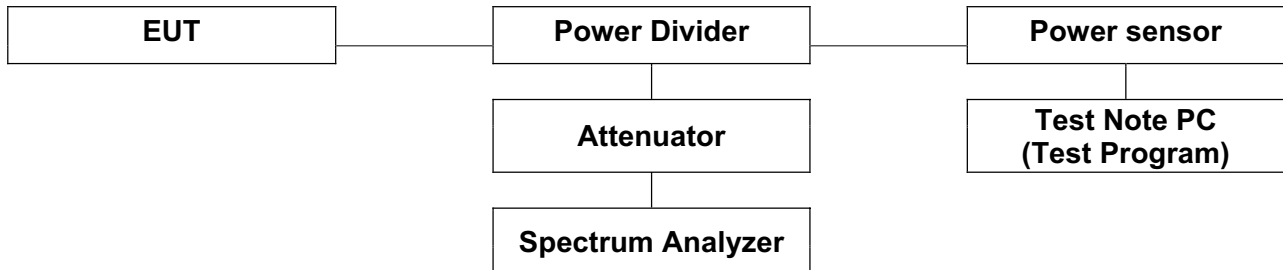 EUT
Power Divider
Power sensor
Attenuator
Test Note PC
(Test Program)
Spectrum Analyzer